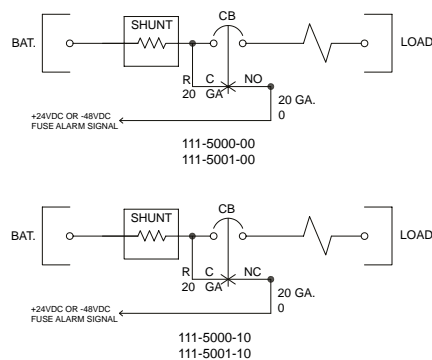 CB
SHUNT
BAT.
LOAD
R C NO
20 GA
20 GA.
0
+24VDC OR -48VDC
FUSE ALARM SIGNAL
111-5000-00
111-5001-00
CB
SHUNT
BAT.
LOAD
R C NC
20 GA
20 GA.
0
+24VDC OR -48VDC
FUSE ALARM SIGNAL
111-5000-10
111-5001-10